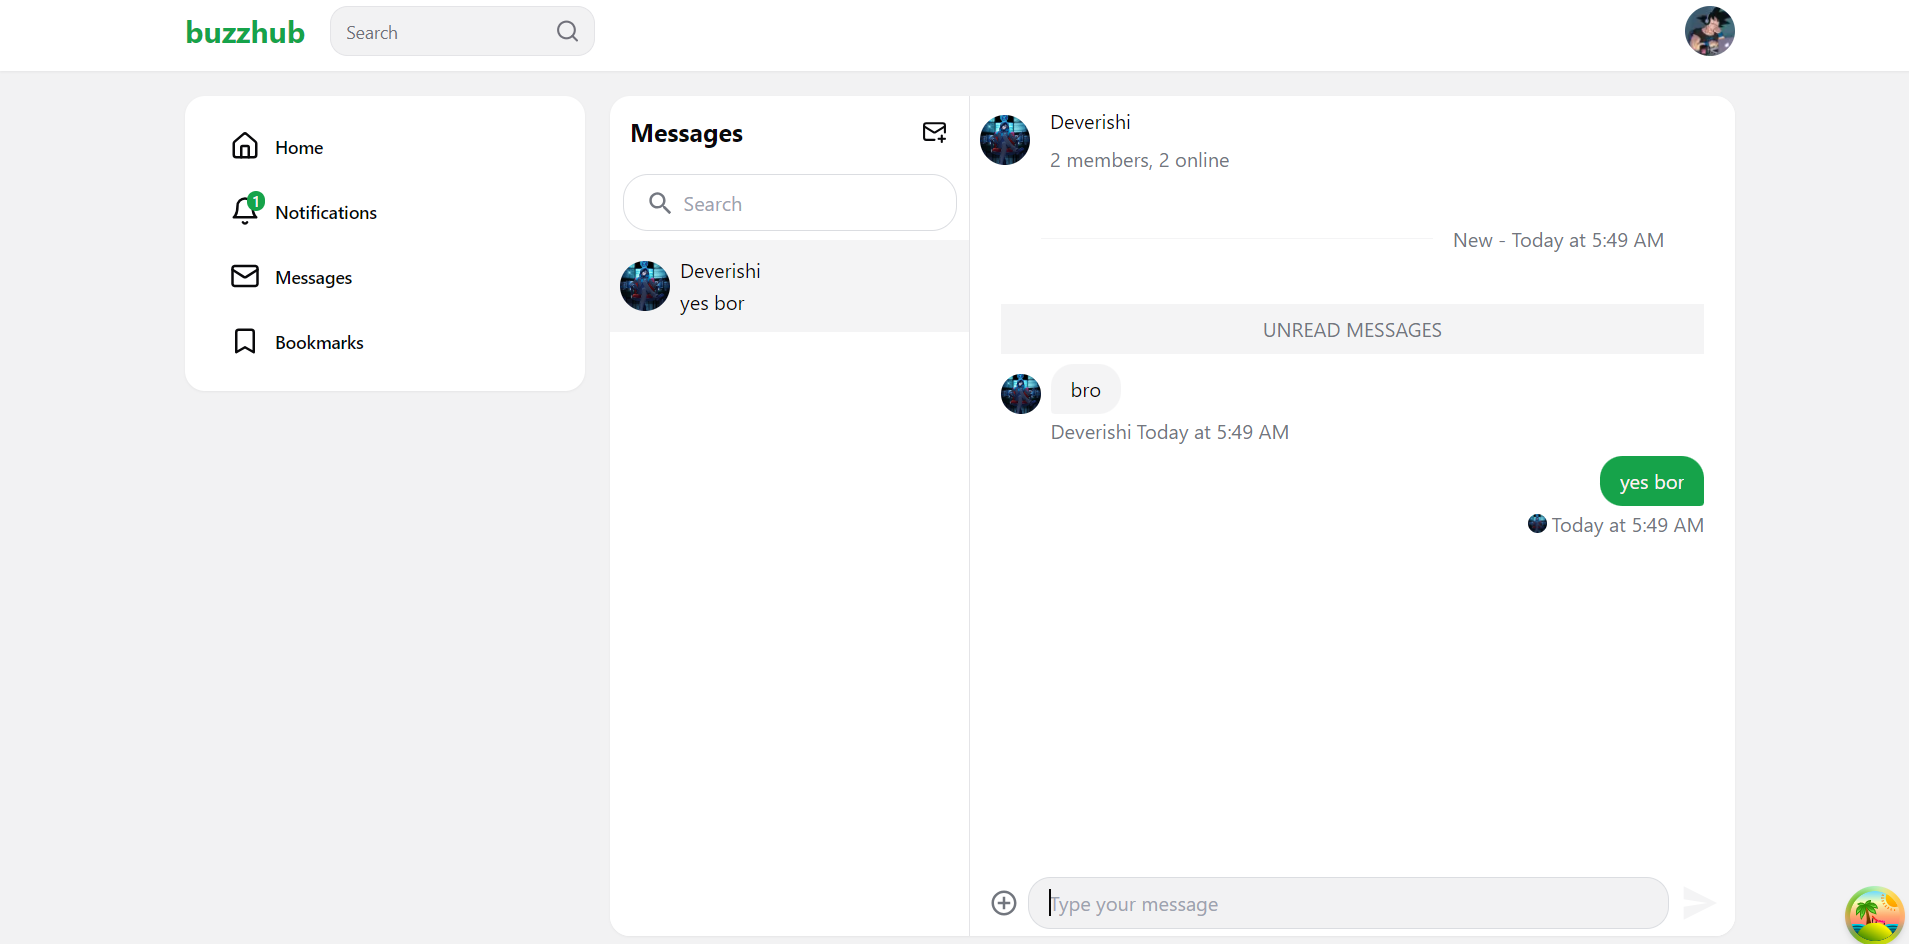 buzzhub
Search
Home
1
Notifications
Messages
Bookmarks
Messages
Search
Deverishi
yes bor
Deverishi
2 members, 2 online
New - Today at 5:49 AM
UNREAD MESSAGES
bro
Deverishi Today at 5:49 AM
yes bor
Today at 5:49 AM
Type your message